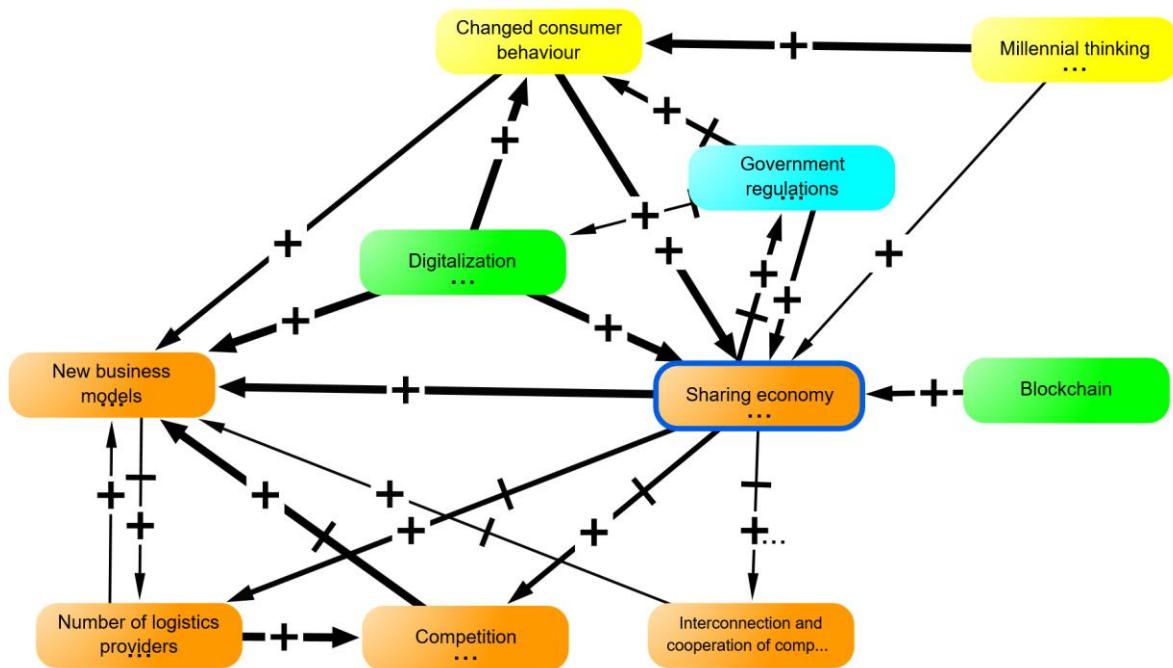 Changed consumer
behaviour
Millennial thinking
...
+
+
+
Government
regulations
...
+
+
+
+
+
Digitalization
...
+
+
+
+
+
New business
models
...
+
Sharing economy
...
+
Blockchain
+
+
+
+
+
+
+...
Number of logistics
providers
...
+
Competition
...
Interconnection and
cooperation of comp...